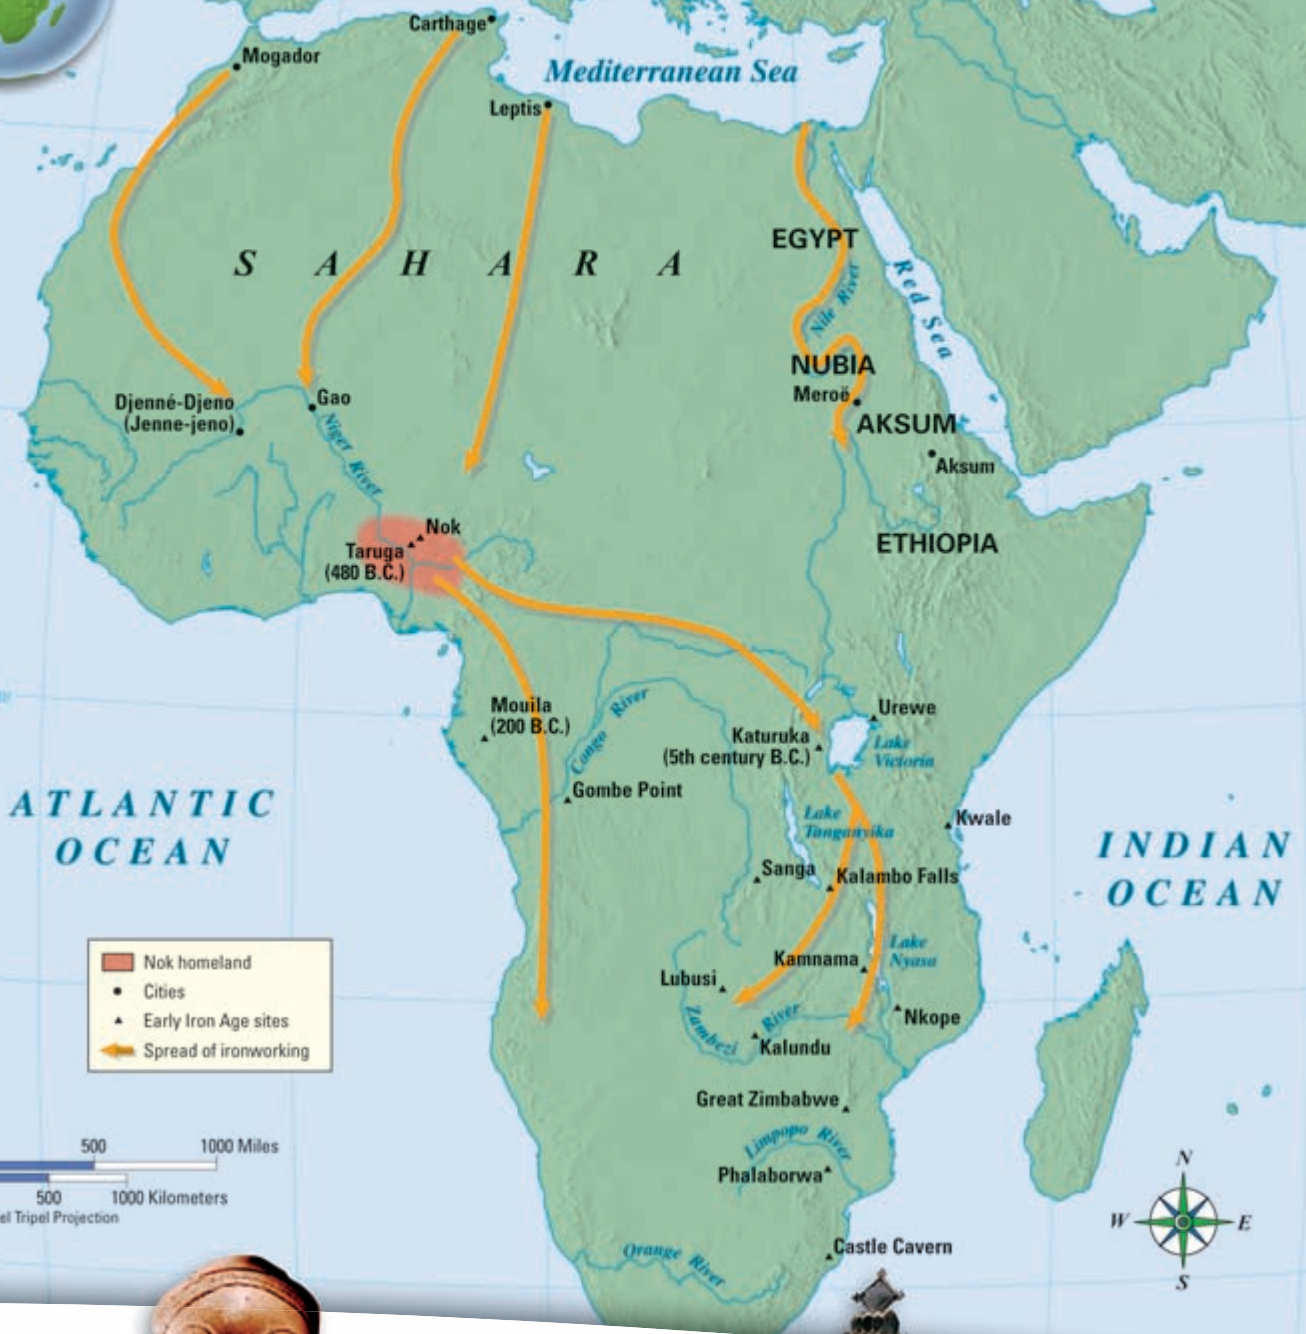 Carthage
Mogador
Mediterranean Sea
Leptis
EGYPT
S A H A R A
Nile River
Red Sea
NUBIA
Meroë
Djenné-Djeno
(Jenne-jeno)
Gao
AKSUM
Niger River
Aksum
Nok
Taruga
(480 B.C.)
ETHIOPIA
Mouila
(200 B.C.)
Congo River
Urewe
Katuruka
(5th century B.C.)
Lake
Victoria
Gombe Point
ATLANTIC
OCEAN
Lake
Tanganyika
Kwale
INDIAN
OCEAN
Sanga
Kalambo Falls
Lake
Nyasa
Kamnama
Lubusi
Zambezi River
Nkope
Kalundu
Great Zimbabwe
Limpopo River
Phalaborwa
Castle Cavern
Orange River
Nok homeland
Cities
Early Iron Age sites
Spread of ironworking
500 1000 Miles
500 1000 Kilometers
el Tripel Projection
N
W E
S